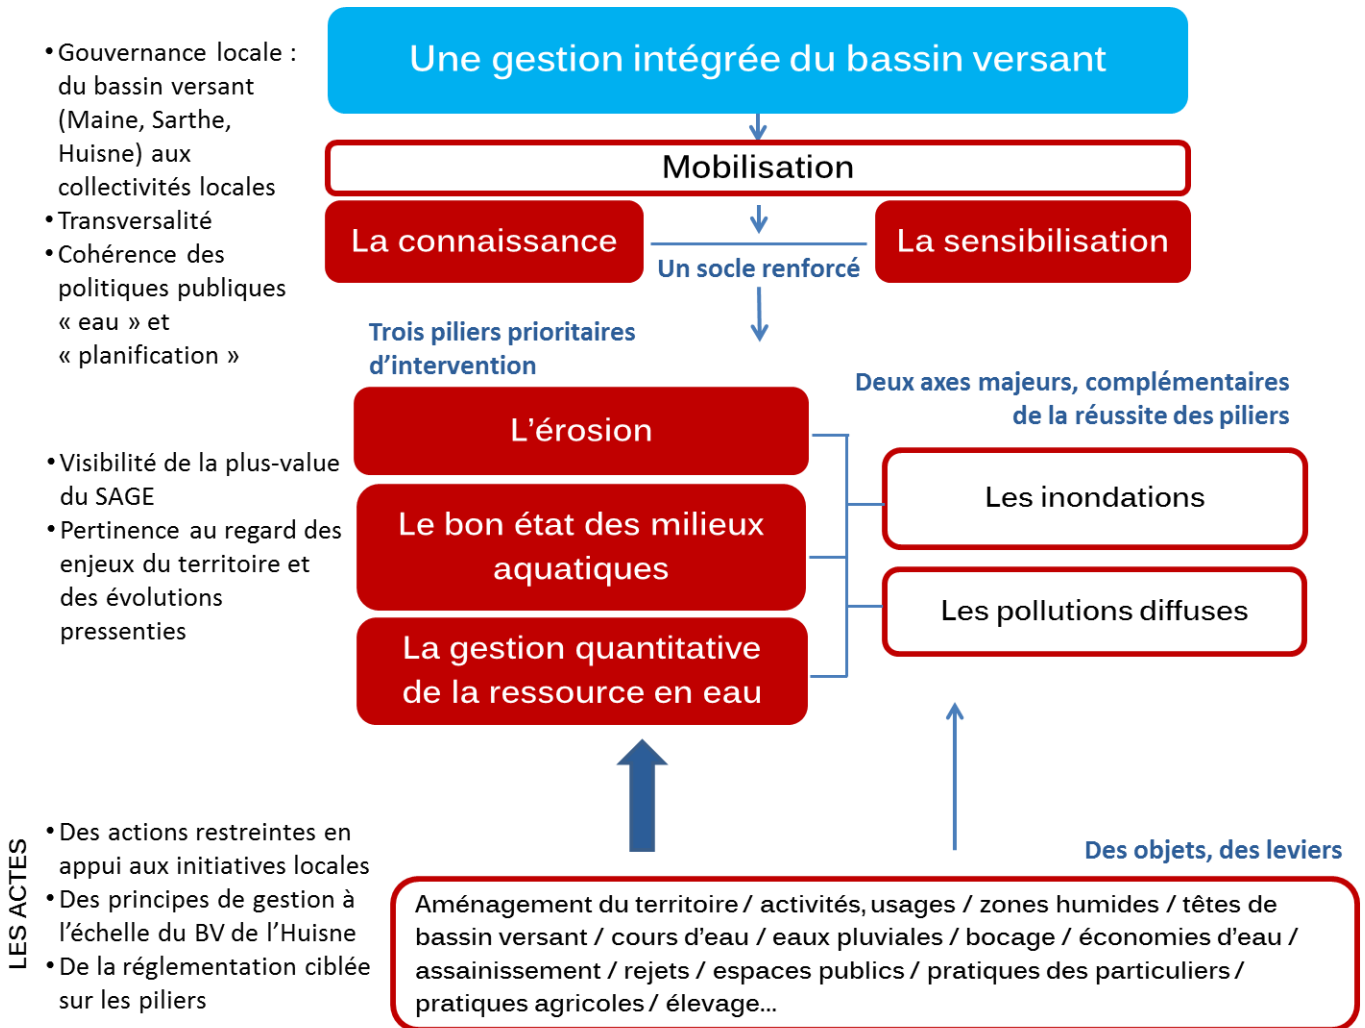 Une gestion intégrée du bassin versant
• Gouvernance locale :
du bassin versant
(Maine, Sarthe,
Huisne) aux
collectivités locales
• Transversalité
• Cohérence des
politiques publiques
« eau » et
« planification »
Mobilisation
La connaissance
La sensibilisation
Un socle renforcé
Trois piliers prioritaires
d’intervention
Deux axes majeurs, complémentaires
de la réussite des piliers
L’érosion
Le bon état des milieux
aquatiques
La gestion quantitative
de la ressource en eau
Les inondations
Les pollutions diffuses
• Visibilité de la plus-value
du SAGE
• Pertinence au regard des
enjeux du territoire et
des évolutions
pressenties
LES ACTES
• Des actions restreintes en
appui aux initiatives locales
• Des principes de gestion à
l’échelle du BV de l’Huisne
• De la réglementation ciblée
sur les piliers
Des objets, des leviers
Aménagement du territoire / activités, usages / zones humides / têtes de
bassin versant / cours d’eau / eaux pluviales / bocage / économies d’eau /
assainissement / rejets / espaces publics / pratiques des particuliers /
pratiques agricoles / élevage...